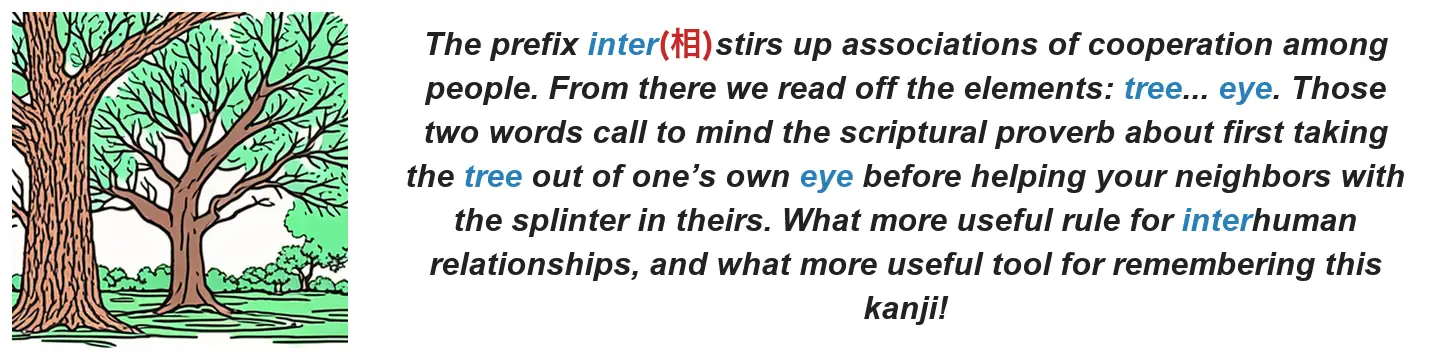 The prefix inter(相)stirs up associations of cooperation among
people. From there we read off the elements: tree... eye. Those
two words call to mind the scriptural proverb about first taking
the tree out of one’s own eye before helping your neighbors with
the splinter in theirs. What more useful rule for interhuman
relationships, and what more useful tool for remembering this
kanji!